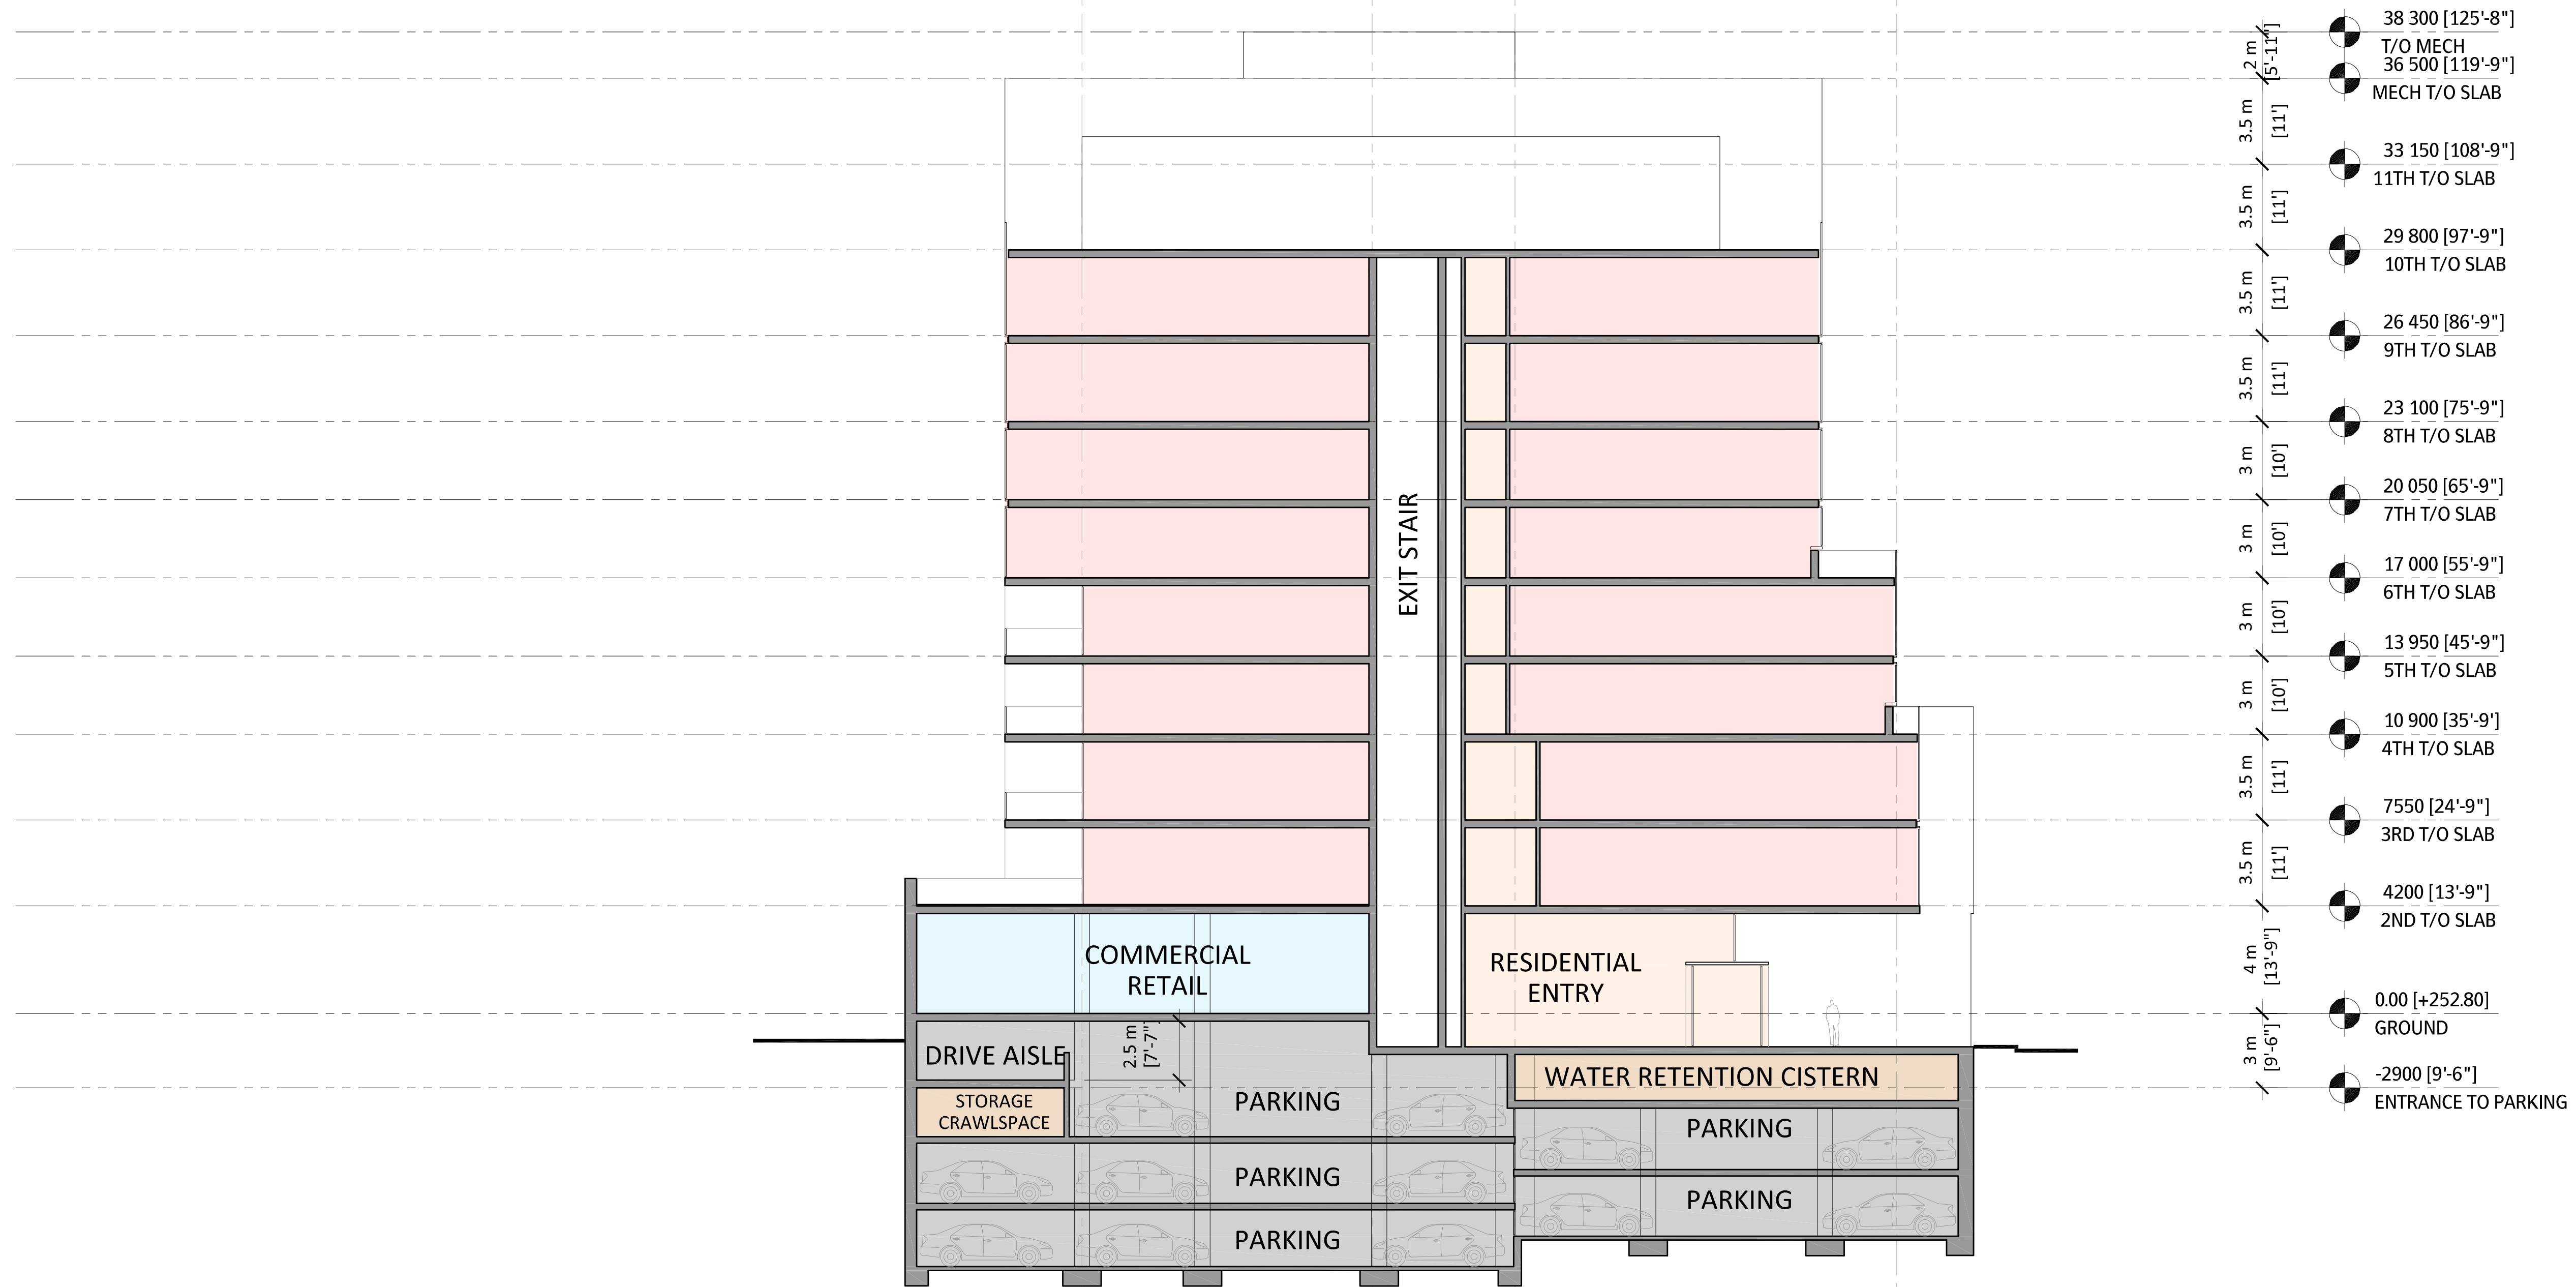 38 300 [125'-8"]
T/O MECH
2 m
[5'-11"]
36 500 [119'-9"]
MECH T/O SLAB
3.5 m
[11']
33 150 [108'-9"]
11TH T/O SLAB
3.5 m
[11']
29 800 [97'-9"]
10TH T/O SLAB
3.5 m
[11']
26 450 [86'-9"]
9TH T/O SLAB
3.5 m
[11']
23 100 [75'-9"]
8TH T/O SLAB
3 m
[10']
20 050 [65'-9"]
7TH T/O SLAB
3 m
[10']
17 000 [55'-9"]
6TH T/O SLAB
3 m
[10']
13 950 [45'-9"]
5TH T/O SLAB
3 m
[10']
10 900 [35'-9']
4TH T/O SLAB
3.5 m
[11']
7550 [24'-9"]
3RD T/O SLAB
3.5 m
[11']
4200 [13'-9"]
2ND T/O SLAB
4 m
[13'-9"]
0.00 [+252.80]
GROUND
3 m
[9'-6"]
-2900 [9'-6"]
ENTRANCE TO PARKING
EXIT STAIR
COMMERCIAL
RETAIL
RESIDENTIAL
ENTRY
DRIVE AISLE
2.5 m
[7'-7"]
WATER RETENTION CISTERN
STORAGE
CRAWLSPACE
PARKING
PARKING
PARKING
PARKING
PARKING